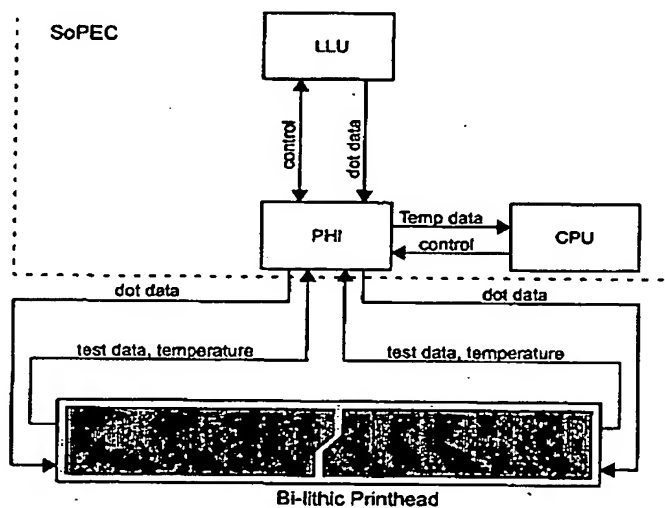 SoPEC
LLU
control
dot data
PHI
Temp data
control
CPU
dot data
dot data
test data, temperature
test data, temperature
Bi-lithic Printhead